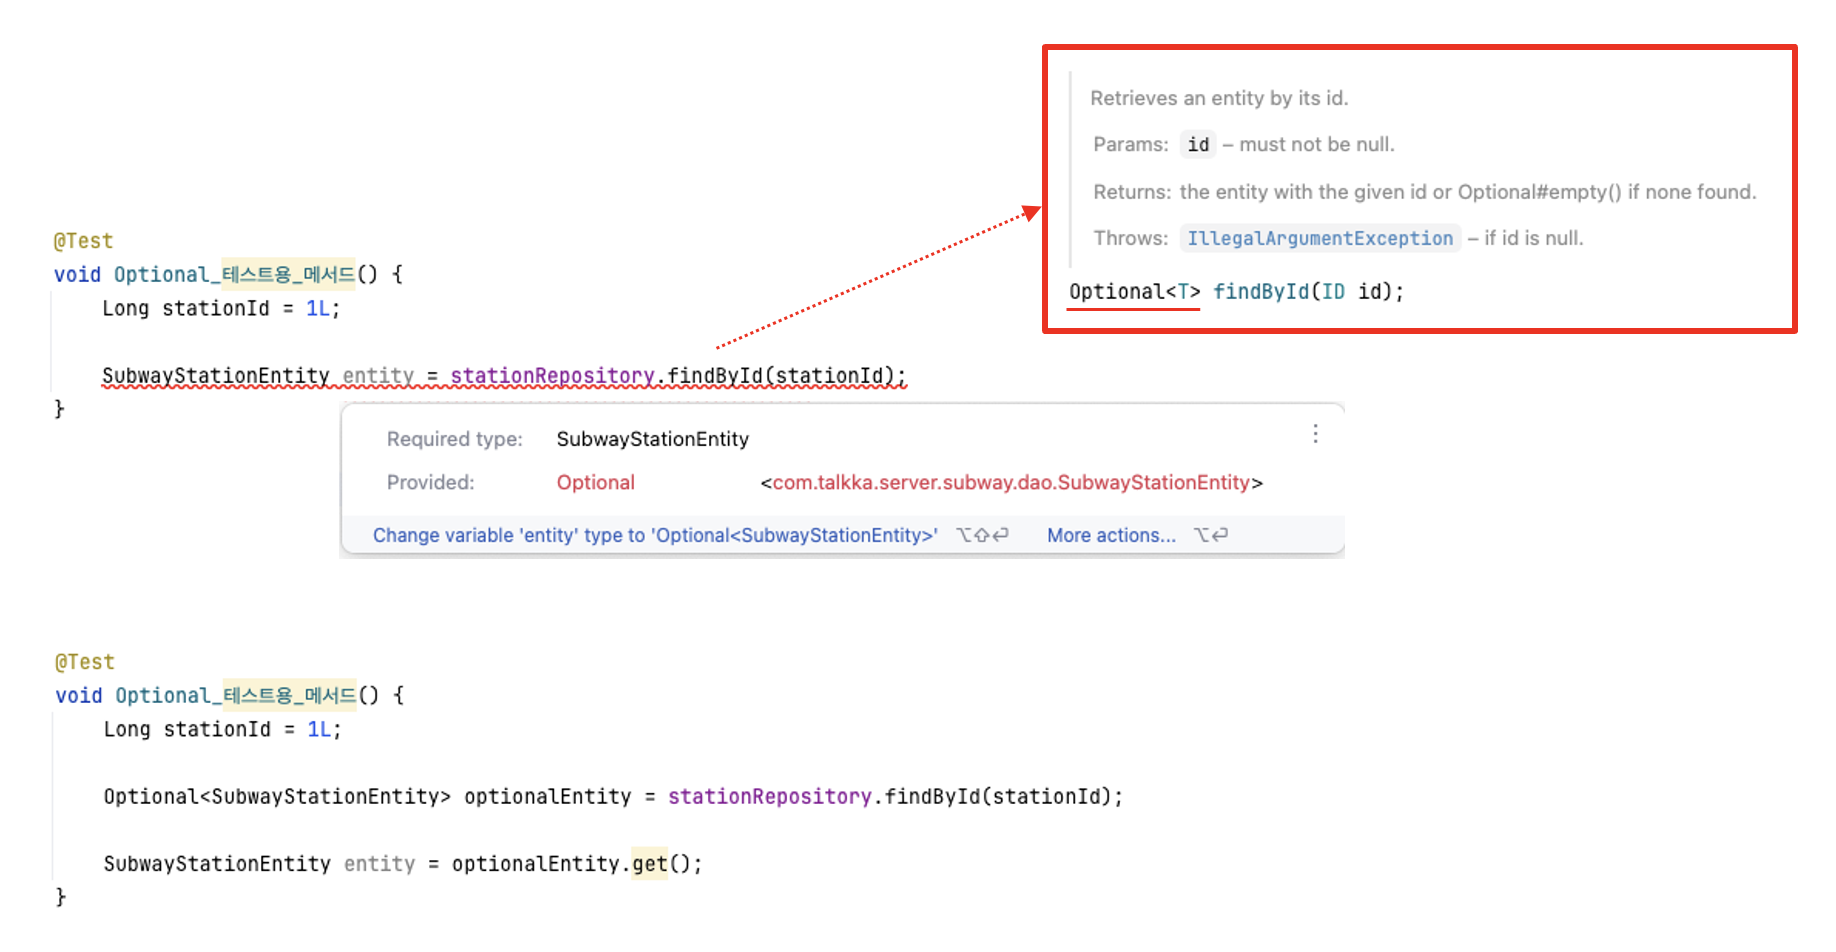 Retrieves an entity by its id.
Params: id – must not be null.
Returns: the entity with the given id or Optional#empty() if none found.
Throws: IllegalArgumentException – if id is null.
Optional<T> findById(ID id);
@Test
void Optional_테스트용_메서드() {
Long stationId = 1L;
SubwayStationEntity entity = stationRepository.findById(stationId);
}
Required type: SubwayStationEntity
Provided: Optional <com.talkka.server.subway.dao.SubwayStationEntity>
Change variable 'entity' type to 'Optional<SubwayStationEntity>' ⌥⇧⏎ More actions... ⌥⏎
@Test
void Optional_테스트용_메서드() {
Long stationId = 1L;
Optional<SubwayStationEntity> optionalEntity = stationRepository.findById(stationId);
SubwayStationEntity entity = optionalEntity.get();
}